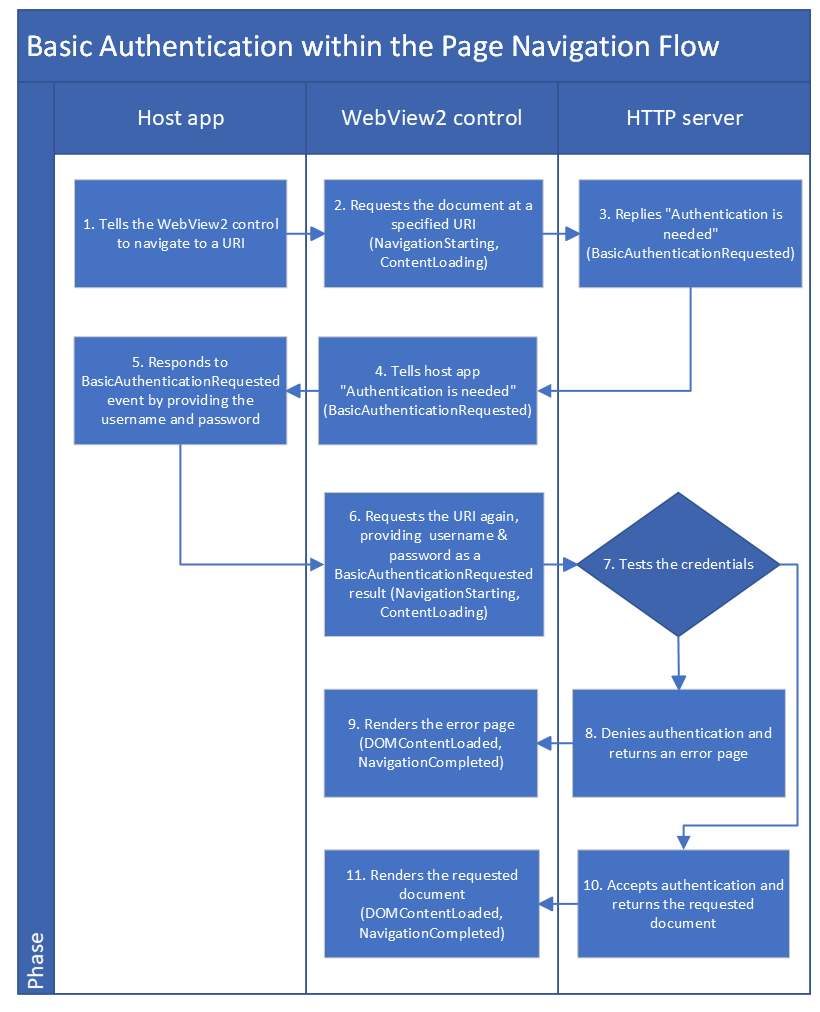 Basic Authentication within the Page Navigation Flow
Host app
WebView2 control
HTTP server
1. Tells the WebView2 control
to navigate to a URI
2. Requests the document at a
specified URI
(NavigationStarting,
ContentLoading)
3. Replies "Authentication is
needed"
(BasicAuthenticationRequested)
4. Tells host app
"Authentication is needed"
(BasicAuthenticationRequested)
5. Responds to
BasicAuthenticationRequested
event by providing the
username and password
6. Requests the URI again,
providing  username &
password as a
BasicAuthenticationRequested
result (NavigationStarting,
ContentLoading)
7. Tests the credentials
8. Denies authentication and
returns an error page
9. Renders the error page
(DOMContentLoaded,
NavigationCompleted)
10. Accepts authentication and
returns the requested
document
11. Renders the requested
document
(DOMContentLoaded,
NavigationCompleted)
Phase